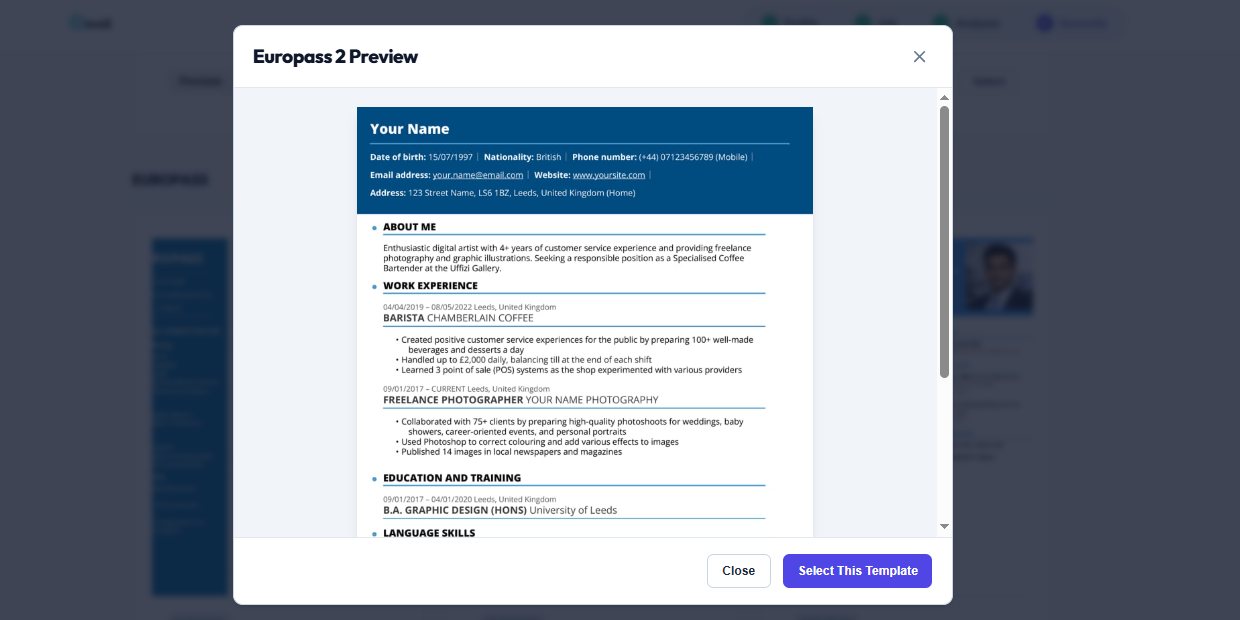 Europass 2 Preview
Your Name
Date of birth: 15/07/1997 | Nationality: British | Phone number: (+44) 07123456789 (Mobile) |
Email address: your.name@email.com | Website: www.yoursite.com |
Address: 123 Street Name, LS6 1BZ, Leeds, United Kingdom (Home)
ABOUT ME
Enthusiastic digital artist with 4+ years of customer service experience and providing freelance
photography and graphic illustrations. Seeking a responsible position as a Specialised Coffee
Bartender at the Uffizi Gallery.
WORK EXPERIENCE
04/04/2019 – 08/05/2022 Leeds, United Kingdom
BARISTA CHAMBERLAIN COFFEE
• Created positive customer service experiences for the public by preparing 100+ well-made
beverages and desserts a day
• Handled up to £2,000 daily, balancing till at the end of each shift
• Learned 3 point of sale (POS) systems as the shop experimented with various providers
09/01/2017 – CURRENT Leeds, United Kingdom
FREELANCE PHOTOGRAPHER YOUR NAME PHOTOGRAPHY
• Collaborated with 75+ clients by preparing high-quality photoshoots for weddings, baby
showers, career-oriented events, and personal portraits
• Used Photoshop to correct colouring and add various effects to images
• Published 14 images in local newspapers and magazines
EDUCATION AND TRAINING
09/01/2017 – 04/01/2020 Leeds, United Kingdom
B.A. GRAPHIC DESIGN (HONS) University of Leeds
LANGUAGE SKILLS
Close
Select This Template
EUROPASS